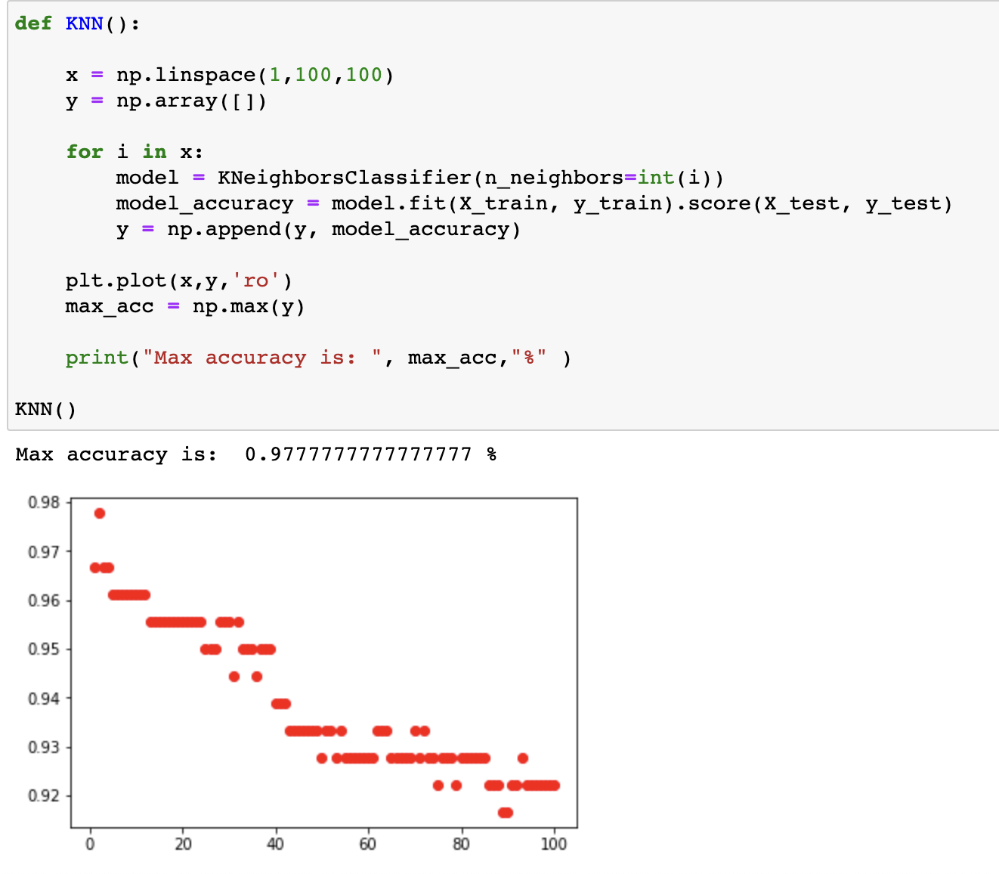 def KNN():
    x = np.linspace(1,100,100)
    y = np.array([])
    for i in x:
        model = KNeighborsClassifier(n_neighbors=int(i))
        model_accuracy = model.fit(X_train, y_train).score(X_test, y_test)
        y = np.append(y, model_accuracy)
    plt.plot(x,y,'ro')
    max_acc = np.max(y)
    print("Max accuracy is: ", max_acc,"%" )
KNN()
Max accuracy is:  0.9777777777777777 %
0.98
0.97
0.96
0.95
0.94
0.93
0.92
0 20 40 60 80 100